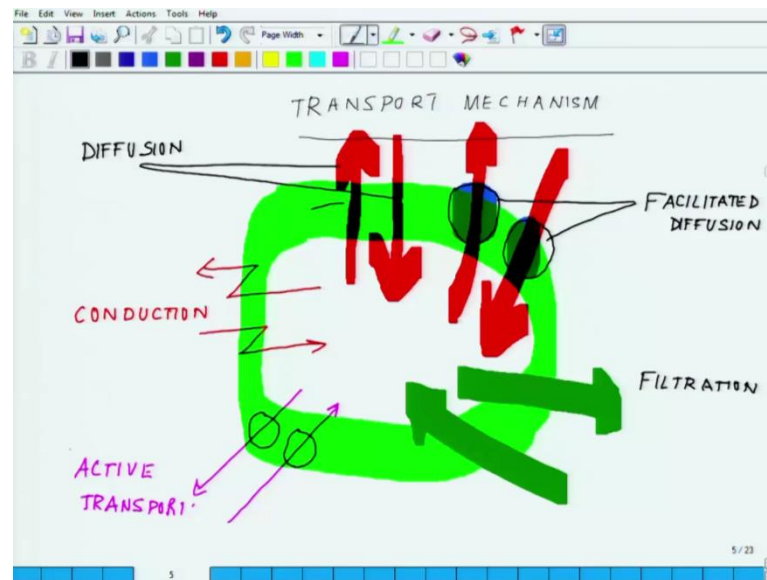 File Edit View Insert Actions Tools Help
Page Width
B I
TRANSPORT MECHANISM
DIFFUSION
FACILITATED
DIFFUSION
CONDUCTION
FILTRATION
ACTIVE
TRANSPORT
5/23
5